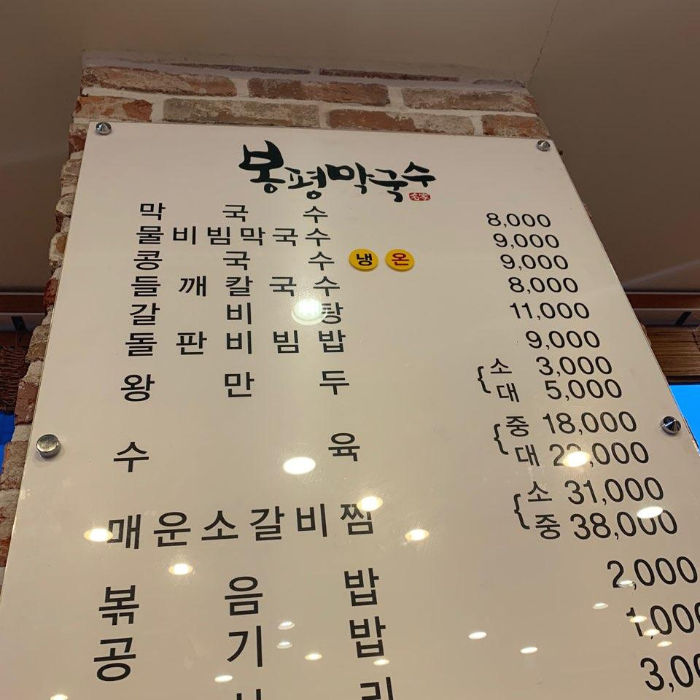 봉평막국수
막 국 수 8,000
물비빔막국수 9,000
콩 국 수 냉 온 9,000
들깨칼국수 8,000
갈 비 탕 11,000
돌판비빔밥 9,000
왕 만 두 소 3,000
대 5,000
수 육 중 18,000
대
매운소갈비찜 소 31,000
중 38,000
볶 음 밥 2,000
공 기 밥 1,000
사 리